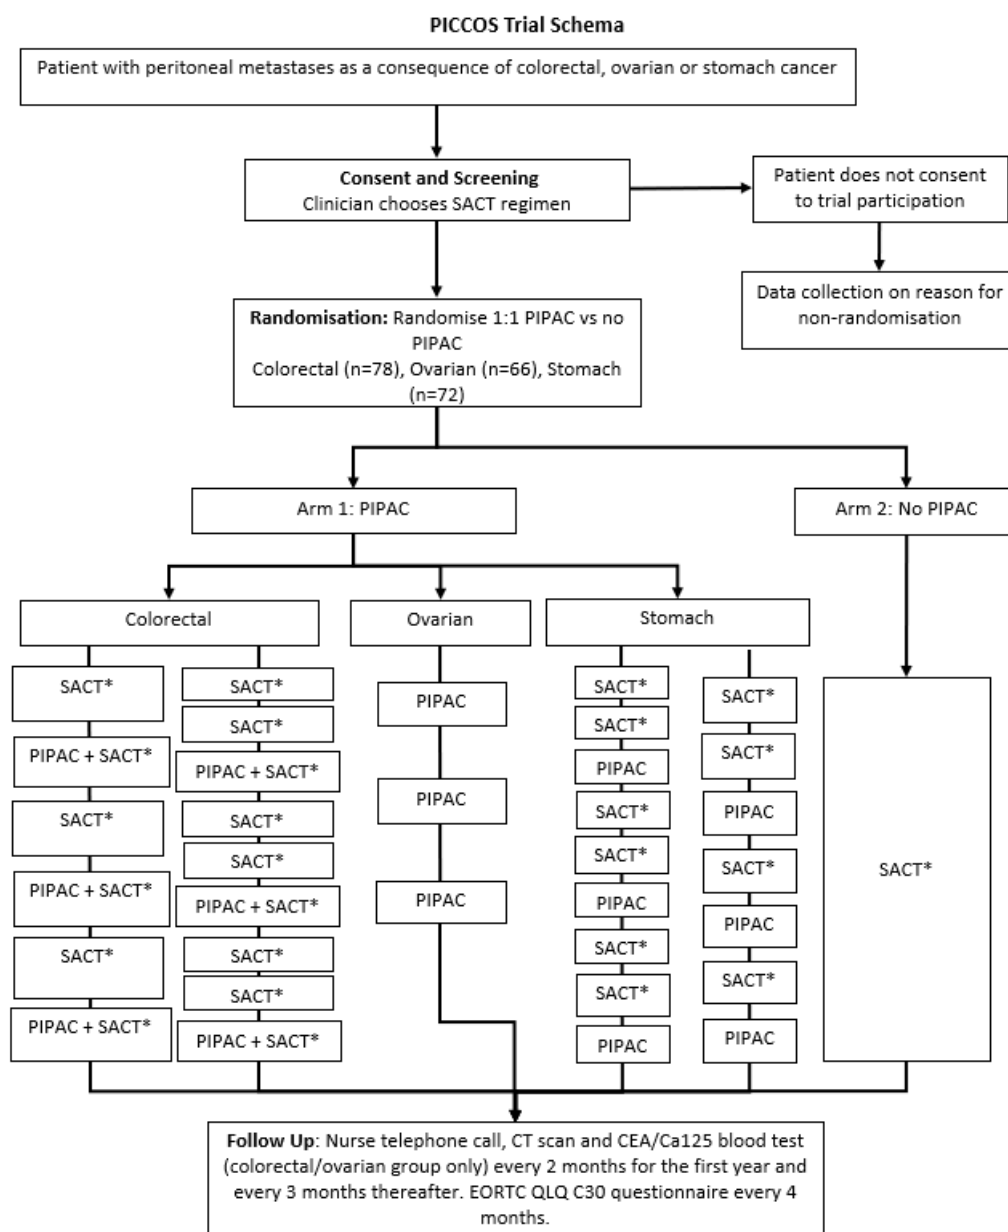 PICCOS Trial Schema
Patient with peritoneal metastases as a consequence of colorectal, ovarian or stomach cancer
Consent and Screening
Clinician chooses SACT regimen
Patient does not consent
to trial participation
Data collection on reason for
non-randomisation
Randomisation: Randomise 1:1 PIPAC vs no
PIPAC
Colorectal (n=78), Ovarian (n=66), Stomach
(n=72)
Arm 1: PIPAC
Arm 2: No PIPAC
Colorectal
Ovarian
Stomach
SACT*
PIPAC + SACT*
SACT*
PIPAC + SACT*
SACT*
PIPAC + SACT*
SACT*
SACT*
PIPAC + SACT*
SACT*
SACT*
PIPAC + SACT*
SACT*
SACT*
PIPAC + SACT*
PIPAC
PIPAC
PIPAC
SACT*
SACT*
PIPAC
SACT*
SACT*
PIPAC
SACT*
SACT*
PIPAC
SACT*
SACT*
PIPAC
SACT*
PIPAC
SACT*
PIPAC
SACT*
Follow Up: Nurse telephone call, CT scan and CEA/Ca125 blood test
(colorectal/ovarian group only) every 2 months for the first year and
every 3 months thereafter. EORTC QLQ C30 questionnaire every 4
months.